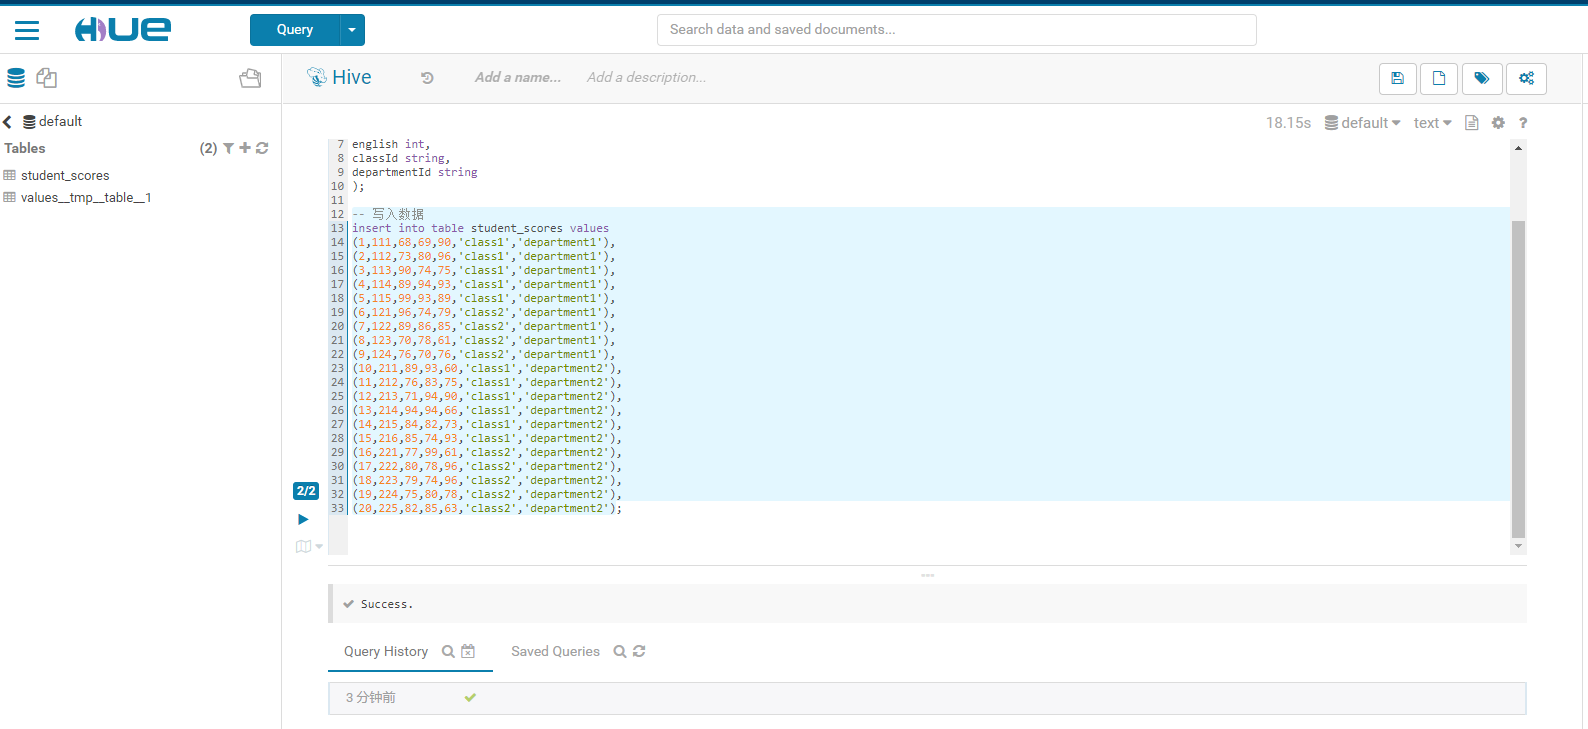 HUE
Query
Search data and saved documents...
Hive
Add a name...
Add a description...
default
Tables
(2)
student_scores
values__tmp__table__1
18.15s
default
text
?
7 english int,
8 classId string,
9 departmentId string
10 );
11
12 -- 写入数据
13 insert into table student_scores values
14 (1,111,68,69,90,'class1','department1'),
15 (2,112,73,80,96,'class1','department1'),
16 (3,113,90,74,75,'class1','department1'),
17 (4,114,89,94,93,'class1','department1'),
18 (5,115,99,93,89,'class1','department1'),
19 (6,121,96,74,79,'class2','department1'),
20 (7,122,89,86,85,'class2','department1'),
21 (8,123,70,78,61,'class2','department1'),
22 (9,124,76,70,76,'class2','department1'),
23 (10,211,89,93,60,'class1','department2'),
24 (11,212,76,83,75,'class1','department2'),
25 (12,213,71,94,90,'class1','department2'),
26 (13,214,94,94,66,'class1','department2'),
27 (14,215,84,82,73,'class1','department2'),
28 (15,216,85,74,93,'class1','department2'),
29 (16,221,77,99,61,'class2','department2'),
30 (17,222,80,78,96,'class2','department2'),
31 (18,223,79,74,96,'class2','department2'),
32 (19,224,75,80,78,'class2','department2'),
33 (20,225,82,85,63,'class2','department2');
2/2
Success.
Query History
Saved Queries
3 分钟前